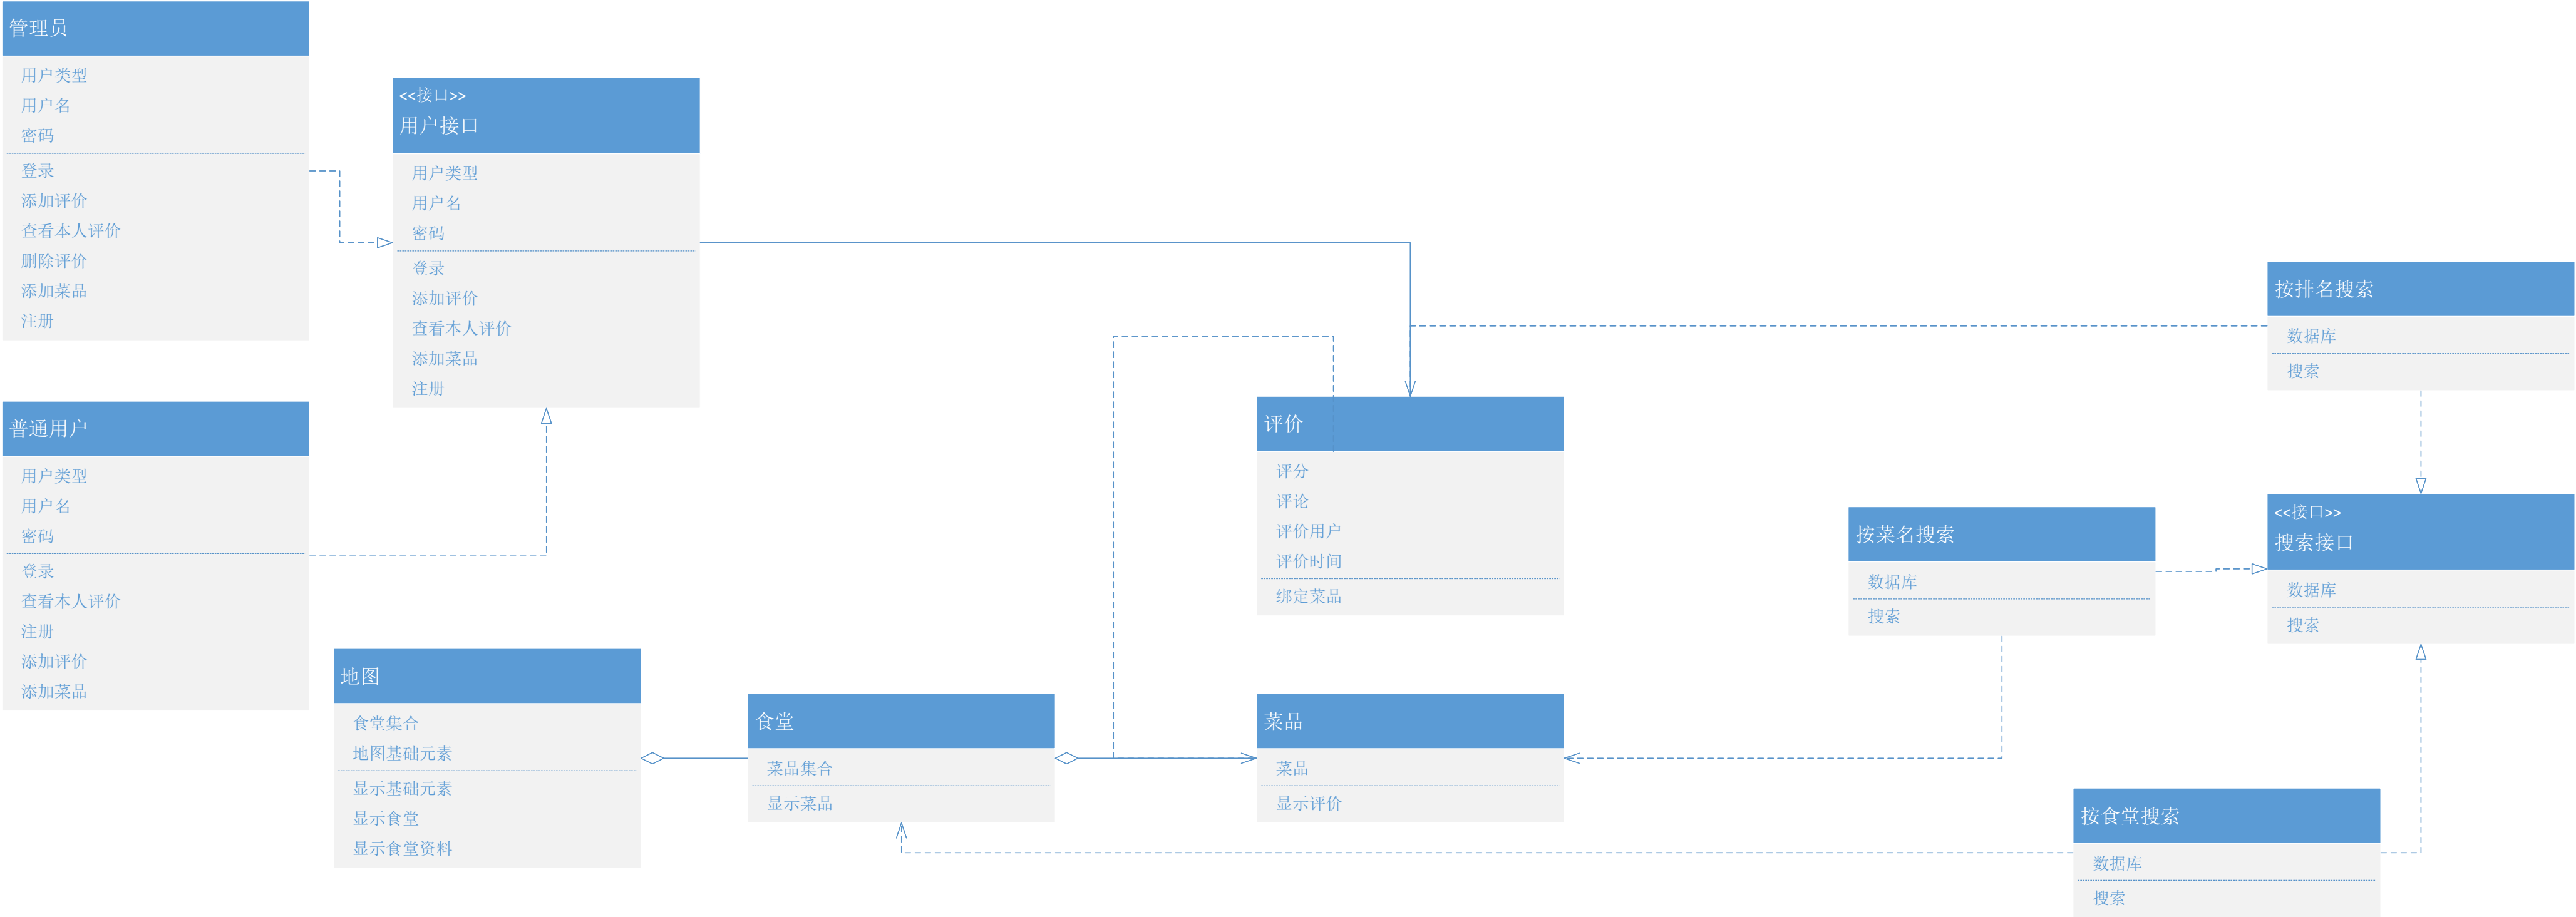 管理员
用户类型
用户名
密码
登录
添加评价
查看本人评价
删除评价
添加菜品
注册
<<接口>>
用户接口
用户类型
用户名
密码
登录
添加评价
查看本人评价
添加菜品
注册
普通用户
用户类型
用户名
密码
登录
查看本人评价
注册
添加评价
添加菜品
地图
食堂集合
地图基础元素
显示基础元素
显示食堂
显示食堂资料
食堂
菜品集合
显示菜品
评价
评分
评论
评价用户
评价时间
绑定菜品
菜品
菜品
显示评价
按排名搜索
数据库
搜索
按菜名搜索
数据库
搜索
<<接口>>
搜索接口
数据库
搜索
按食堂搜索
数据库
搜索